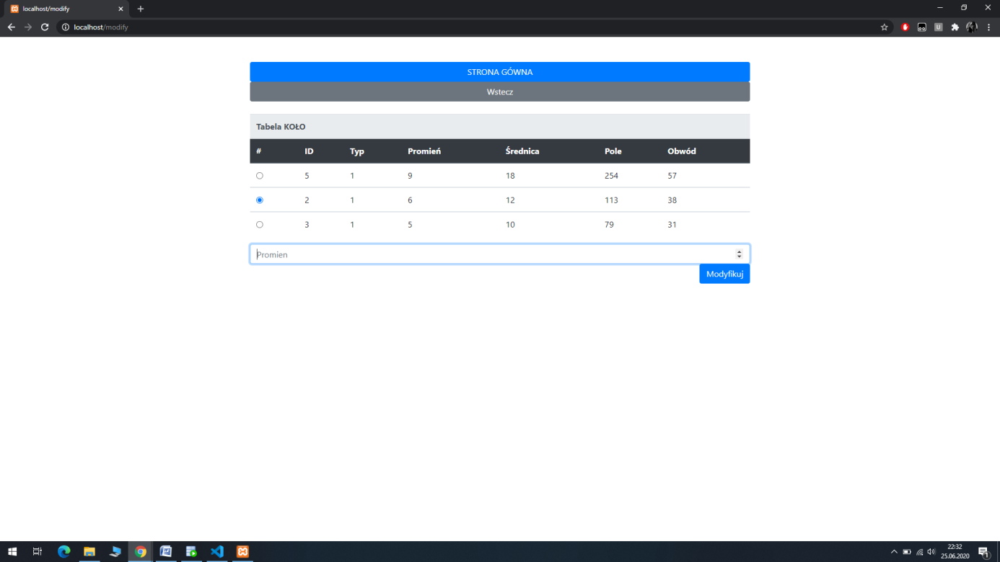 localhost/modify
localhost/modify
STRONA GÓWNA
Wstecz
Tabela KOŁO
# ID Typ Promień Średnica Pole Obwód
5 1 9 18 254 57
2 1 6 12 113 38
3 1 5 10 79 31
Promien
Modyfikuj
22:32
25.06.2020
1